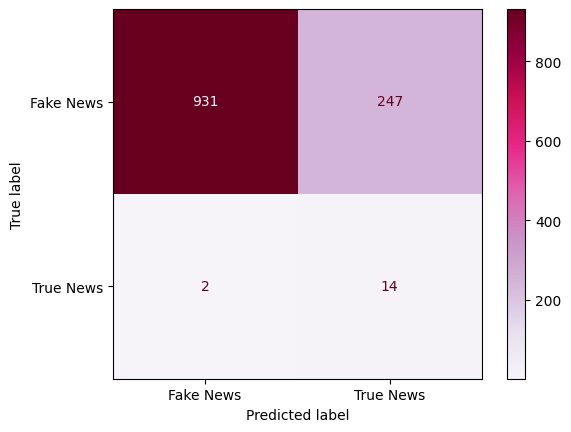 True label
Fake News
931
247
True News
2
14
Fake News
True News
Predicted label
800
600
400
200